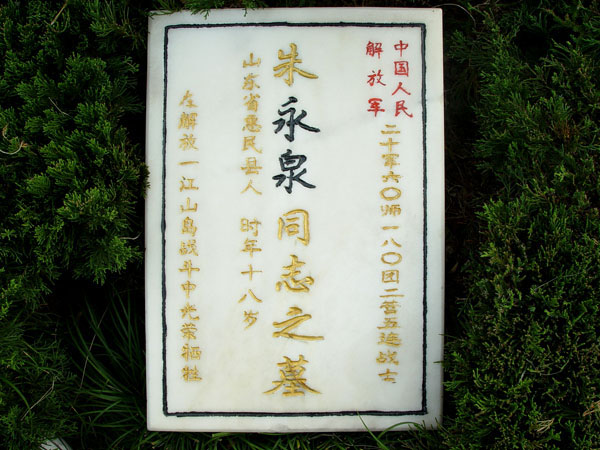 中国人民
解放军
二十军六〇师一八〇团二营五连战士
朱永泉同志之墓
山东省惠民县人 时年十八岁
在解放一江山岛战斗中光荣牺牲